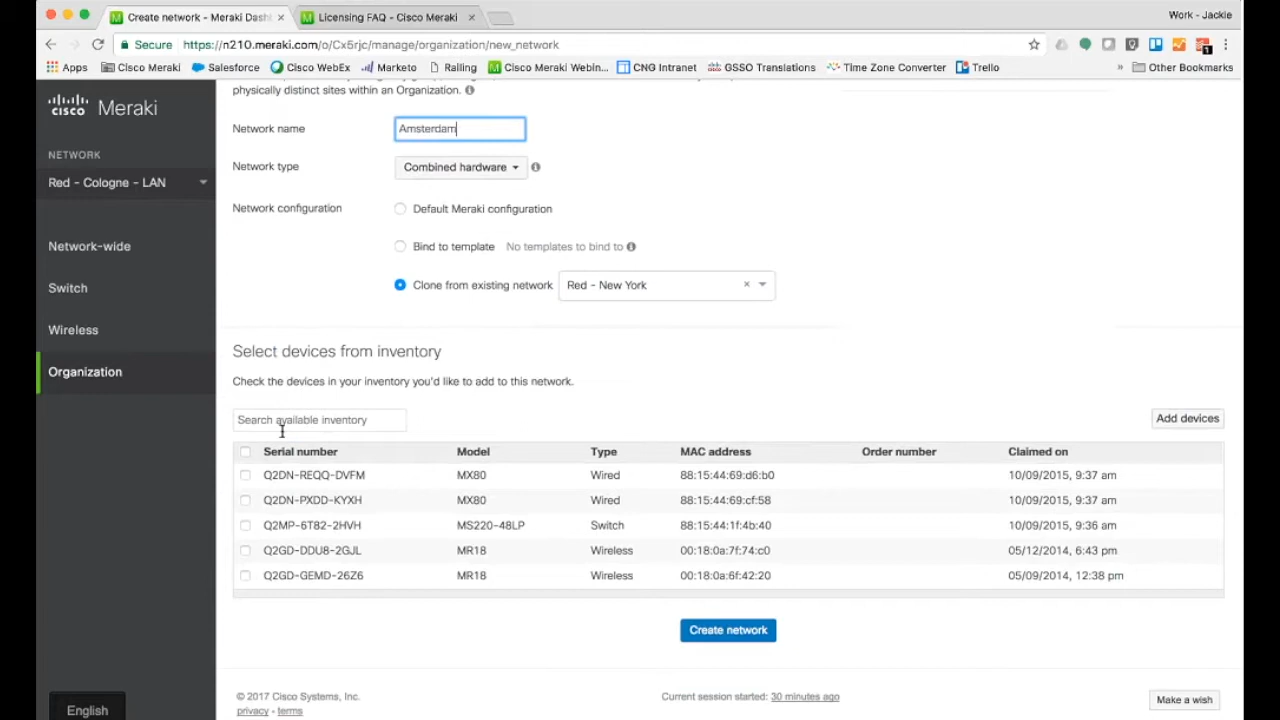 Create network - Meraki Dash
Licensing FAQ - Cisco Meraki
Work - Jackie
Secure
https://n210.meraki.com/o/Cx5rjc/manage/organization/new_network
Apps
Cisco Meraki
Salesforce
Cisco WebEx
Marketo
Railing
Cisco Meraki Webin...
CNG Intranet
GSSO Translations
Time Zone Converter
Trello
»
Other Bookmarks
cisco Meraki
NETWORK
Red - Cologne - LAN
Network-wide
Switch
Wireless
Organization
English
physically distinct sites within an Organization.
Network name
Amsterdam
Network type
Combined hardware
Network configuration
Default Meraki configuration
Bind to template No templates to bind to
Clone from existing network Red - New York
Select devices from inventory
Check the devices in your inventory you'd like to add to this network.
Search available inventory
Add devices
Serial number Model Type MAC address Order number Claimed on
Q2DN-REQQ-DVFM MX80 Wired 88:15:44:69:d6:b0 10/09/2015, 9:37 am
Q2DN-PXDD-KYXH MX80 Wired 88:15:44:69:cf:58 10/09/2015, 9:37 am
Q2MP-6T82-2HVH MS220-48LP Switch 88:15:44:1f:4b:40 10/09/2015, 9:36 am
Q2GD-DDU8-2GJL MR18 Wireless 00:18:0a:7f:74:c0 05/12/2014, 6:43 pm
Q2GD-GEMD-26Z6 MR18 Wireless 00:18:0a:6f:42:20 05/09/2014, 12:38 pm
Create network
© 2017 Cisco Systems, Inc.
privacy - terms
Current session started: 30 minutes ago
Make a wish